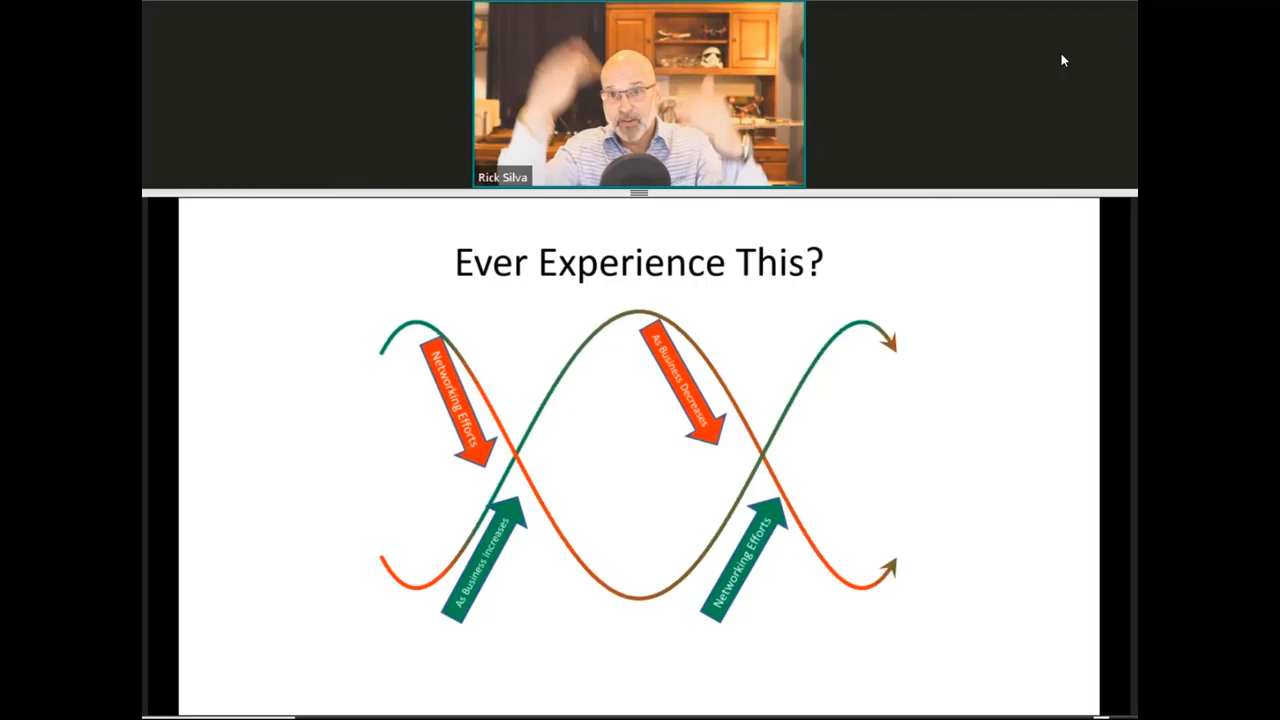 Rick Silva
Ever Experience This?
Networking Efforts
As Business Decreases
As Business Increases
Networking Efforts